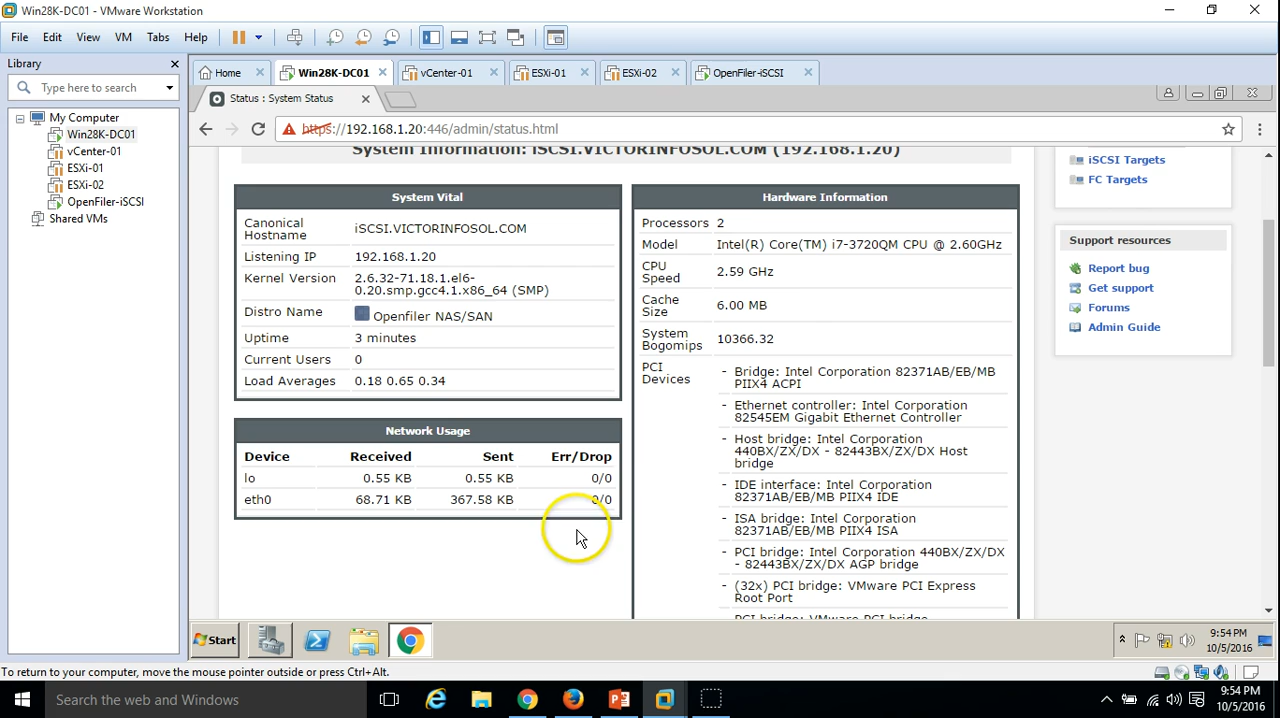 Win28K-DC01 - VMware Workstation
File Edit View VM Tabs Help
Library
Home
Win28K-DC01
vCenter-01
ESXi-01
ESXi-02
OpenFiler-iSCSI
Type here to search
My Computer
Win28K-DC01
vCenter-01
ESXi-01
ESXi-02
OpenFiler-iSCSI
Shared VMs
Status : System Status
https://192.168.1.20:446/admin/status.html
System Information: iSCSI.VICTORINFOSOL.COM (192.168.1.20)
System Vital
Canonical
Hostname
iSCSI.VICTORINFOSOL.COM
Listening IP 192.168.1.20
Kernel Version 2.6.32-71.18.1.el6-
0.20.smp.gcc4.1.x86_64 (SMP)
Distro Name Openfiler NAS/SAN
Uptime 3 minutes
Current Users 0
Load Averages 0.18 0.65 0.34
Network Usage
Device Received Sent Err/Drop
lo 0.55 KB 0.55 KB 0/0
eth0 68.71 KB 367.58 KB 0/0
Hardware Information
Processors 2
Model Intel(R) Core(TM) i7-3720QM CPU @ 2.60GHz
CPU
Speed
2.59 GHz
Cache
Size
6.00 MB
System
Bogomips
10366.32
PCI
Devices
- Bridge: Intel Corporation 82371AB/EB/MB
PIIX4 ACPI
- Ethernet controller: Intel Corporation
82545EM Gigabit Ethernet Controller
- Host bridge: Intel Corporation
440BX/ZX/DX - 82443BX/ZX/DX Host
bridge
- IDE interface: Intel Corporation
82371AB/EB/MB PIIX4 IDE
- ISA bridge: Intel Corporation
82371AB/EB/MB PIIX4 ISA
- PCI bridge: Intel Corporation 440BX/ZX/DX
- 82443BX/ZX/DX AGP bridge
- (32x) PCI bridge: VMware PCI Express
Root Port
PCI bridge: VMware PCI bridge
iSCSI Targets
FC Targets
Support resources
Report bug
Get support
Forums
Admin Guide
Start
9:54 PM
10/5/2016
To return to your computer, move the mouse pointer outside or press Ctrl+Alt.
Search the web and Windows
9:54 PM
10/5/2016